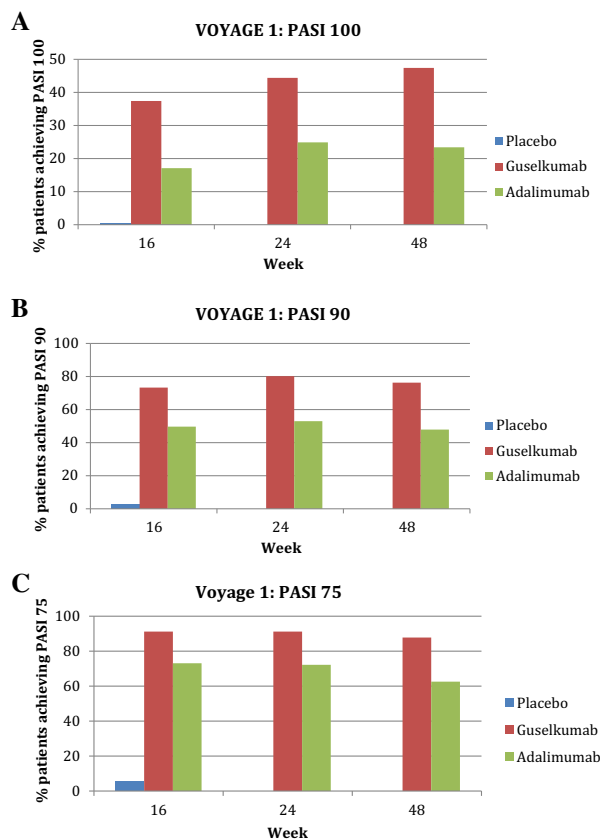 A
VOYAGE 1: PASI 100
% patients achieving PASI 100
50
40
30
20
10
0
16 24 48
Week
Placebo
Guselkumab
Adalimumab
B
VOYAGE 1: PASI 90
% patients achieving PASI 90
100
80
60
40
20
0
16 24 48
Week
Placebo
Guselkumab
Adalimumab
C
Voyage 1: PASI 75
% patients achieving PASI 75
100
80
60
40
20
0
16 24 48
Week
Placebo
Guselkumab
Adalimumab